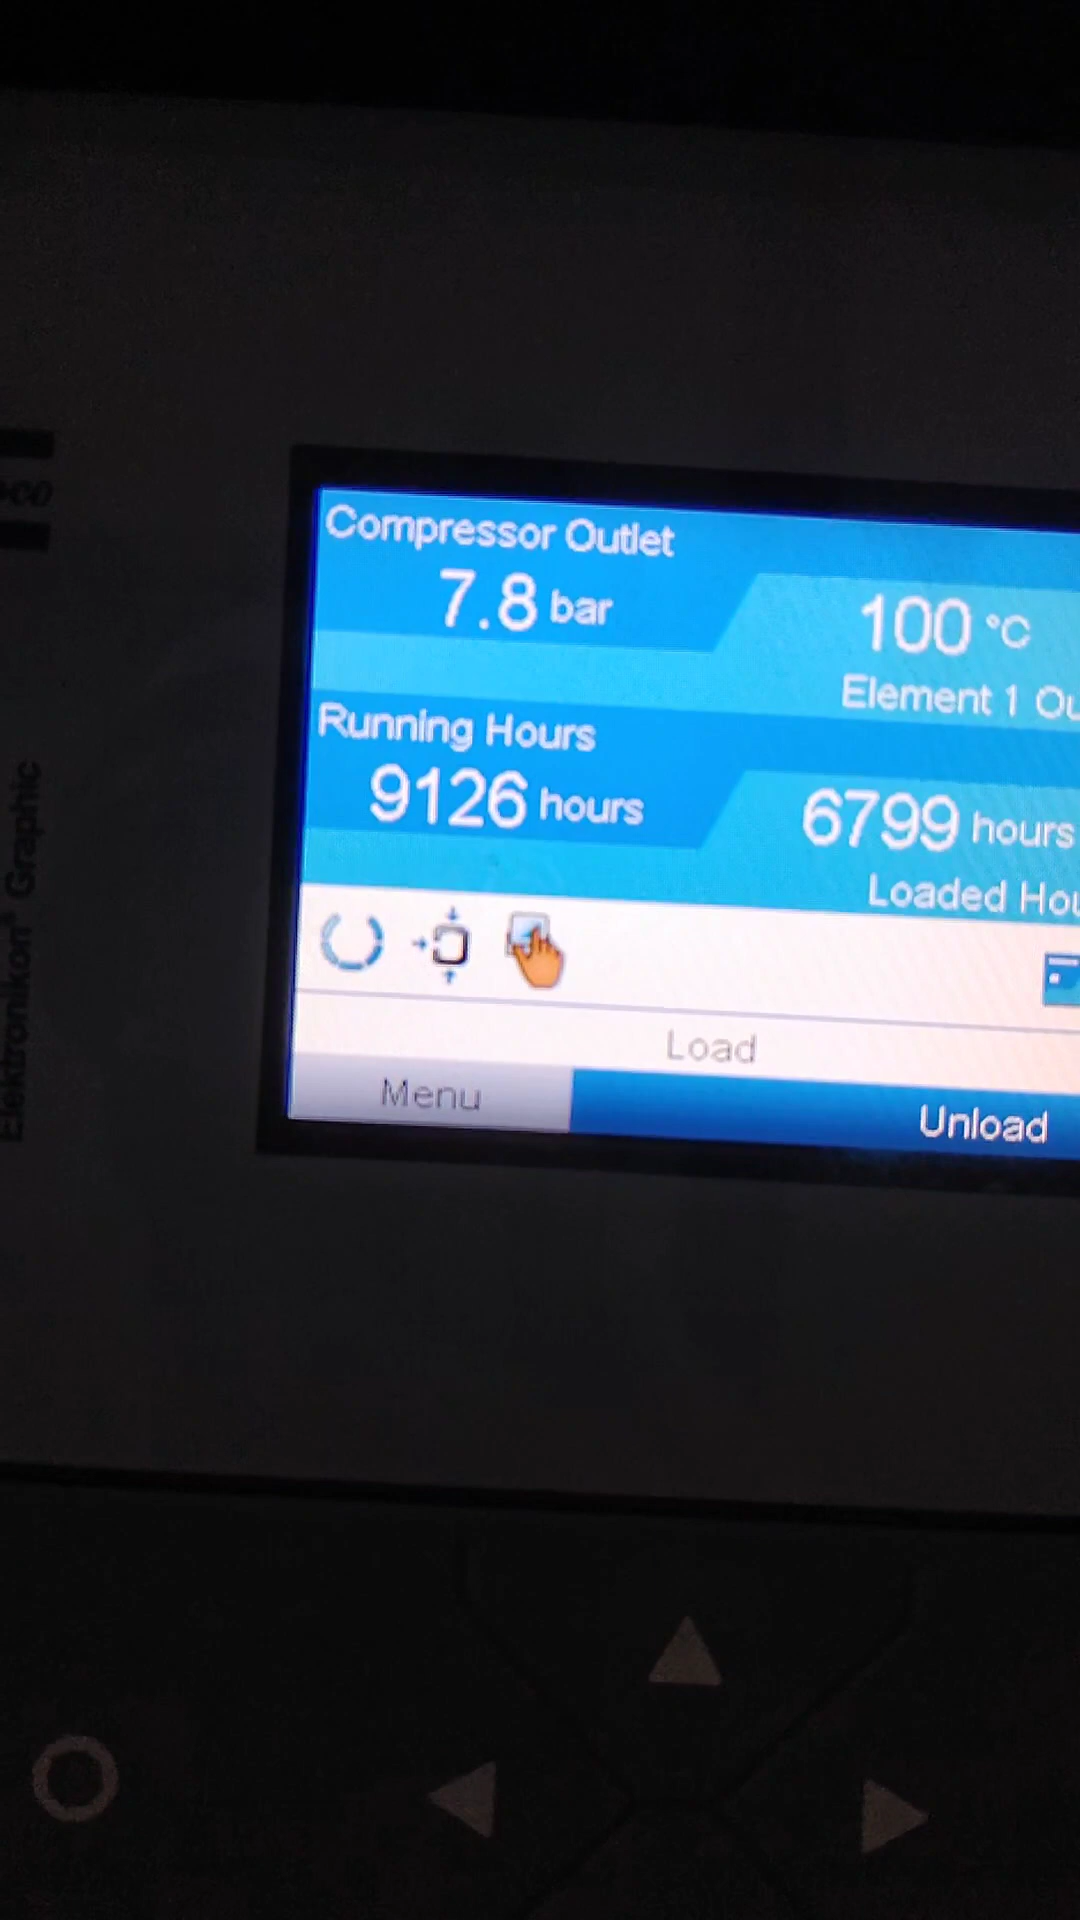 Compressor Outlet
7.8 bar
100 °C
Element 1 Ou
Running Hours
9126 hours
6799 hours
Loaded Hou
Load
Menu
Unload
Elektronikon Graphic